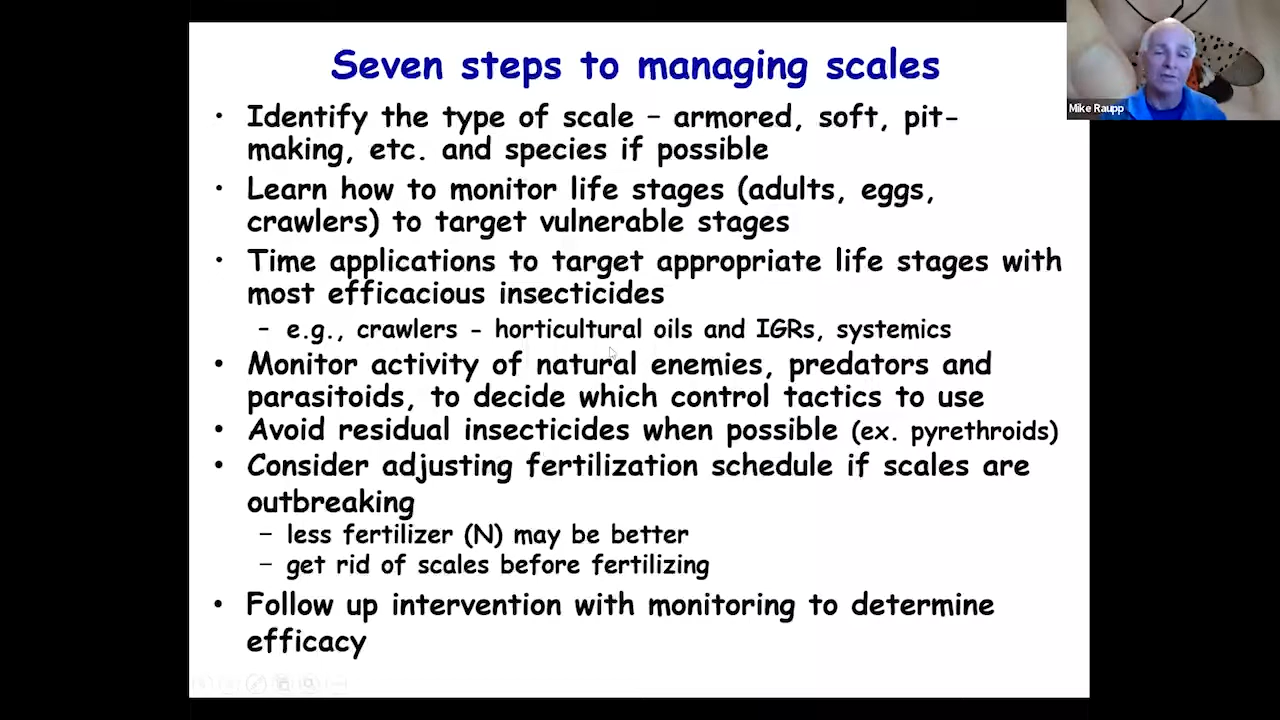 Seven steps to managing scales
Mike Raupp
• Identify the type of scale – armored, soft, pit-
making, etc. and species if possible
• Learn how to monitor life stages (adults, eggs,
crawlers) to target vulnerable stages
• Time applications to target appropriate life stages with
most efficacious insecticides
– e.g., crawlers – horticultural oils and IGRs, systemics
• Monitor activity of natural enemies, predators and
parasitoids, to decide which control tactics to use
• Avoid residual insecticides when possible (ex. pyrethroids)
• Consider adjusting fertilization schedule if scales are
outbreaking
– less fertilizer (N) may be better
– get rid of scales before fertilizing
• Follow up intervention with monitoring to determine
efficacy